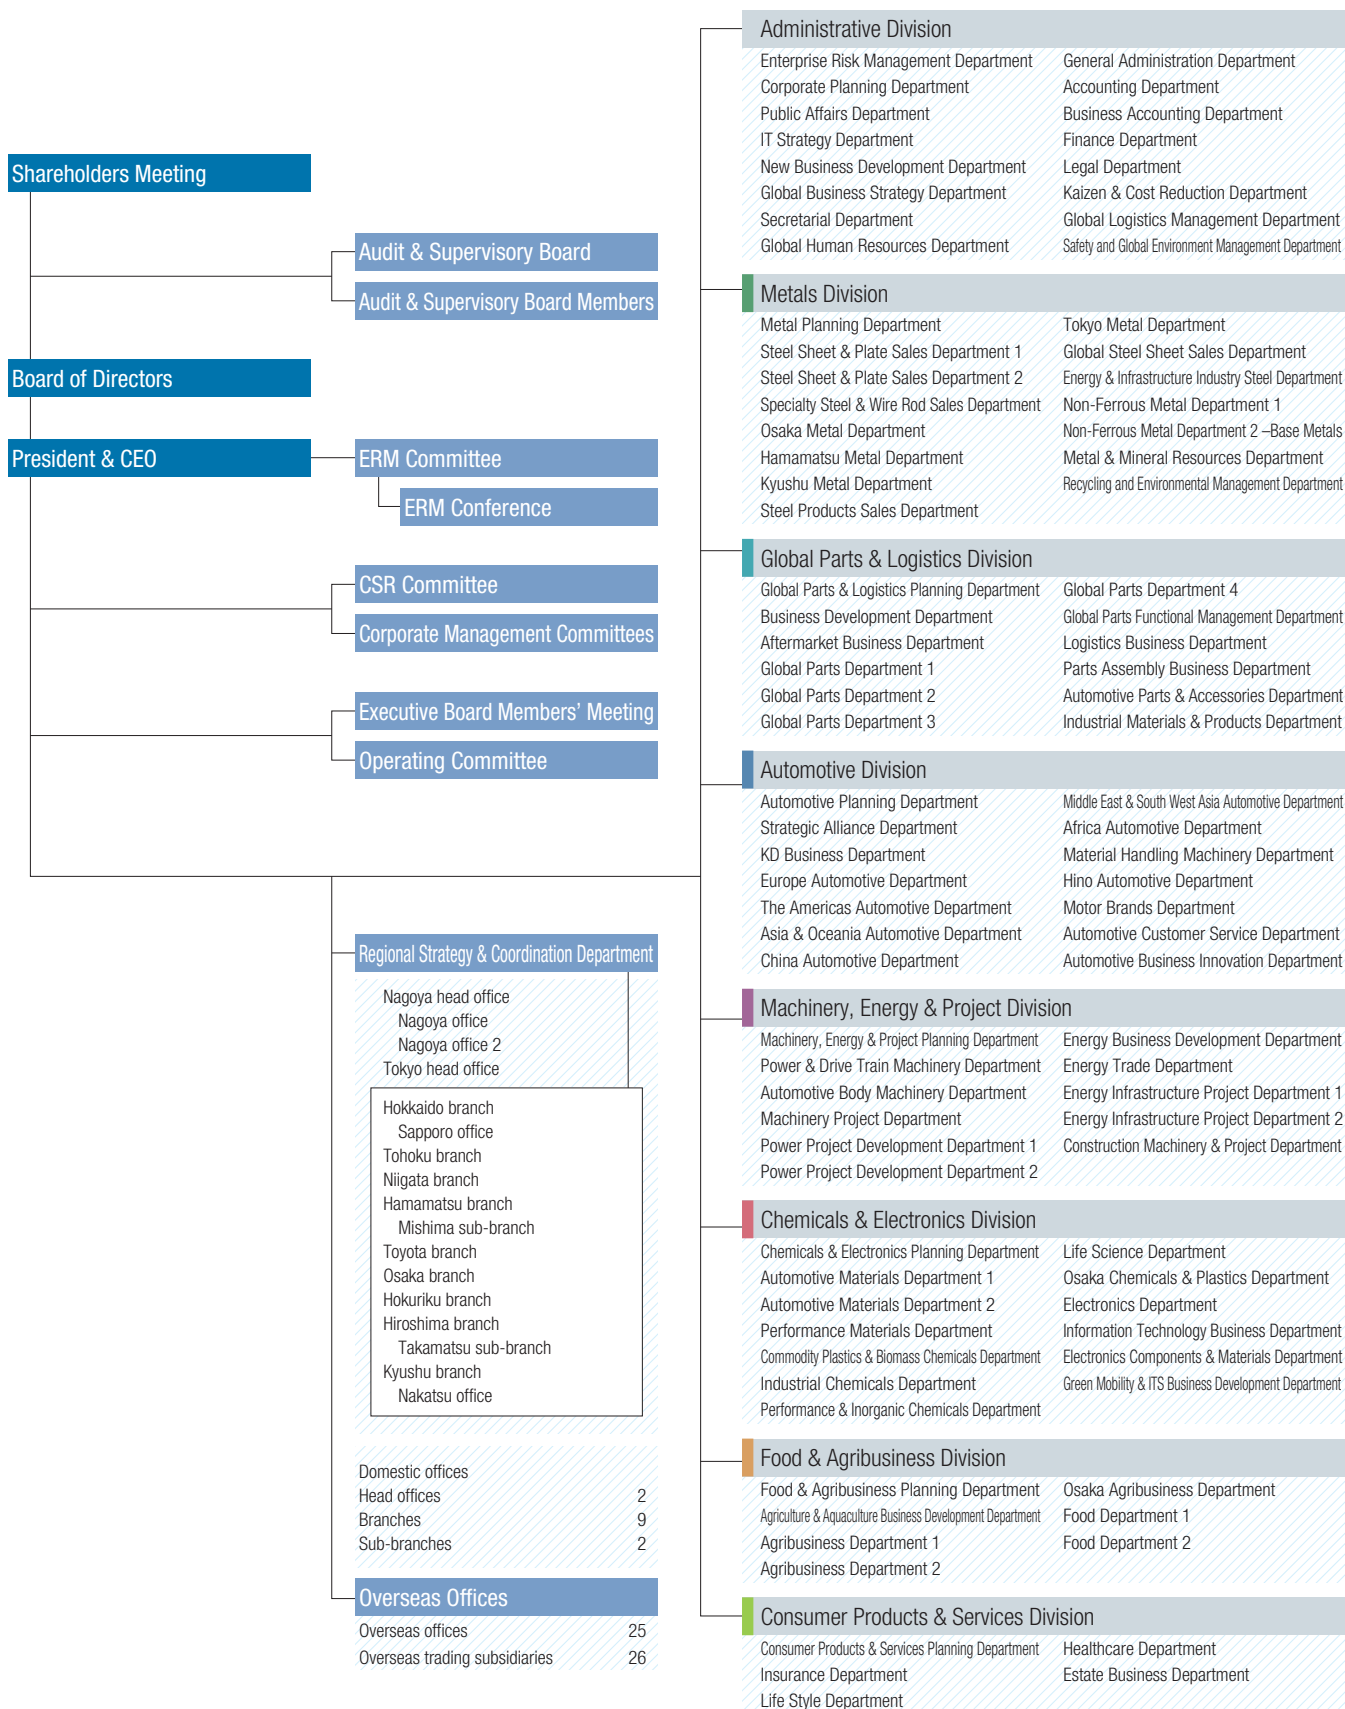 Shareholders Meeting
Audit & Supervisory Board
Audit & Supervisory Board Members
Board of Directors
President & CEO
ERM Committee
ERM Conference
CSR Committee
Corporate Management Committees
Executive Board Members’ Meeting
Operating Committee
Regional Strategy & Coordination Department
Nagoya head office
Nagoya office
Nagoya office 2
Tokyo head office
Hokkaido branch
Sapporo office
Tohoku branch
Niigata branch
Hamamatsu branch
Mishima sub-branch
Toyota branch
Osaka branch
Hokuriku branch
Hiroshima branch
Takamatsu sub-branch
Kyushu branch
Nakatsu office
Domestic offices
Head offices 2
Branches 9
Sub-branches 2
Overseas Offices
Overseas offices 25
Overseas trading subsidiaries 26
Administrative Division
Enterprise Risk Management Department
Corporate Planning Department
Public Affairs Department
IT Strategy Department
New Business Development Department
Global Business Strategy Department
Secretarial Department
Global Human Resources Department
General Administration Department
Accounting Department
Business Accounting Department
Finance Department
Legal Department
Kaizen & Cost Reduction Department
Global Logistics Management Department
Safety and Global Environment Management Department
Metals Division
Metal Planning Department
Steel Sheet & Plate Sales Department 1
Steel Sheet & Plate Sales Department 2
Specialty Steel & Wire Rod Sales Department
Osaka Metal Department
Hamamatsu Metal Department
Kyushu Metal Department
Steel Products Sales Department
Tokyo Metal Department
Global Steel Sheet Sales Department
Energy & Infrastructure Industry Steel Department
Non-Ferrous Metal Department 1
Non-Ferrous Metal Department 2 –Base Metals
Metal & Mineral Resources Department
Recycling and Environmental Management Department
Global Parts & Logistics Division
Global Parts & Logistics Planning Department
Business Development Department
Aftermarket Business Department
Global Parts Department 1
Global Parts Department 2
Global Parts Department 3
Global Parts Department 4
Global Parts Functional Management Department
Logistics Business Department
Parts Assembly Business Department
Automotive Parts & Accessories Department
Industrial Materials & Products Department
Automotive Division
Automotive Planning Department
Strategic Alliance Department
KD Business Department
Europe Automotive Department
The Americas Automotive Department
Asia & Oceania Automotive Department
China Automotive Department
Middle East & South West Asia Automotive Department
Africa Automotive Department
Material Handling Machinery Department
Hino Automotive Department
Motor Brands Department
Automotive Customer Service Department
Automotive Business Innovation Department
Machinery, Energy & Project Division
Machinery, Energy & Project Planning Department
Power & Drive Train Machinery Department
Automotive Body Machinery Department
Machinery Project Department
Power Project Development Department 1
Power Project Development Department 2
Energy Business Development Department
Energy Trade Department
Energy Infrastructure Project Department 1
Energy Infrastructure Project Department 2
Construction Machinery & Project Department
Chemicals & Electronics Division
Chemicals & Electronics Planning Department
Automotive Materials Department 1
Automotive Materials Department 2
Performance Materials Department
Commodity Plastics & Biomass Chemicals Department
Industrial Chemicals Department
Performance & Inorganic Chemicals Department
Life Science Department
Osaka Chemicals & Plastics Department
Electronics Department
Information Technology Business Department
Electronics Components & Materials Department
Green Mobility & ITS Business Development Department
Food & Agribusiness Division
Food & Agribusiness Planning Department
Agriculture & Aquaculture Business Development Department
Agribusiness Department 1
Agribusiness Department 2
Osaka Agribusiness Department
Food Department 1
Food Department 2
Consumer Products & Services Division
Consumer Products & Services Planning Department
Insurance Department
Life Style Department
Healthcare Department
Estate Business Department